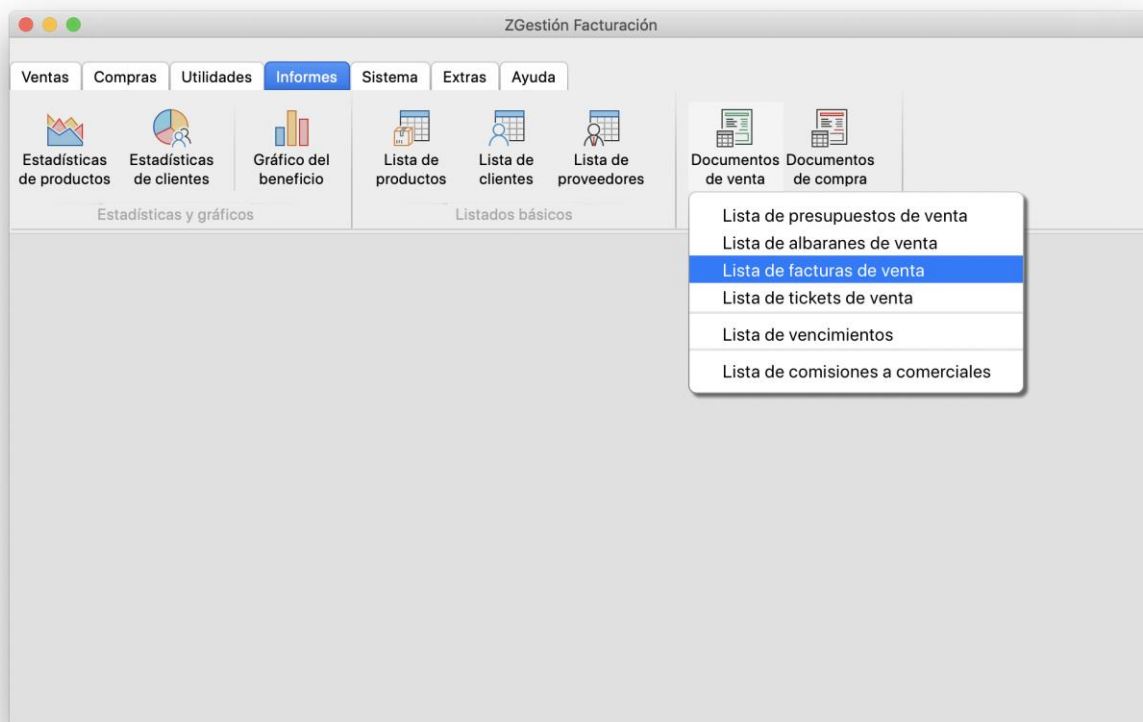 ZGestión Facturación
Ventas Compras Utilidades Informes Sistema Extras Ayuda
Estadísticas de productos
Estadísticas de clientes
Gráfico del beneficio
Lista de productos
Lista de clientes
Lista de proveedores
Documentos de venta
Documentos de compra
Estadísticas y gráficos
Listados básicos
Lista de presupuestos de venta
Lista de albaranes de venta
Lista de facturas de venta
Lista de tickets de venta
Lista de vencimientos
Lista de comisiones a comerciales